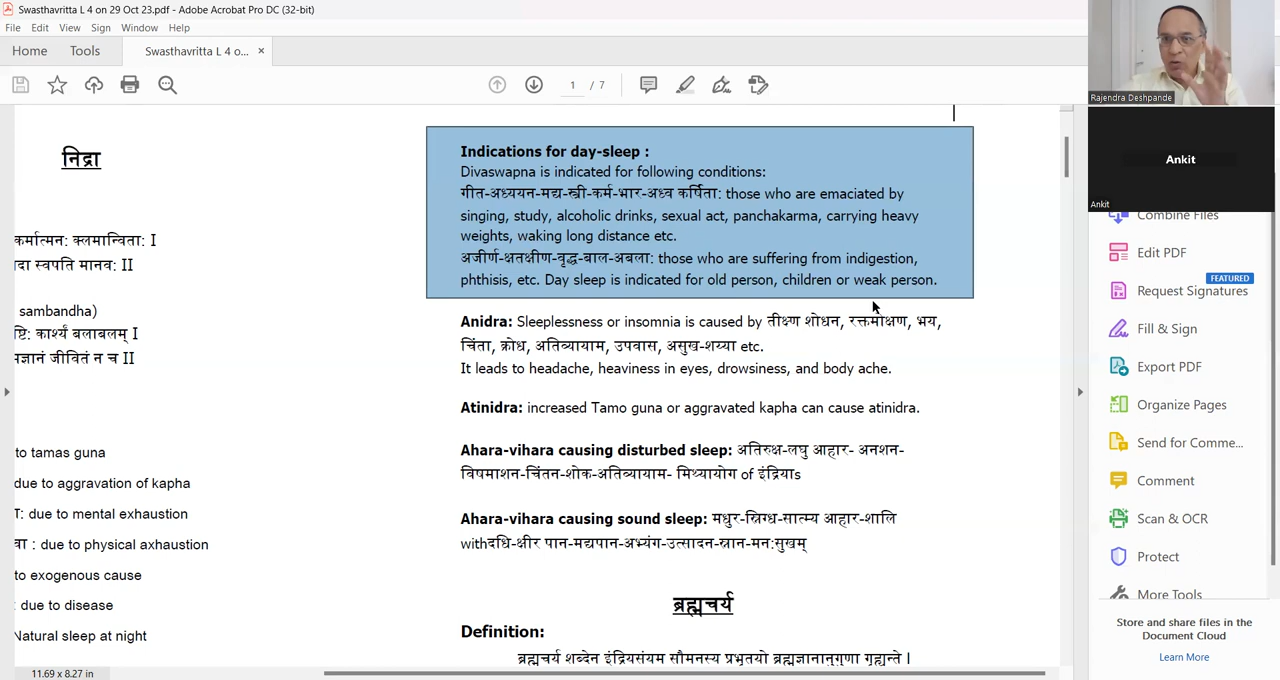 Swasthavritta L 4 on 29 Oct 23.pdf - Adobe Acrobat Pro DC (32-bit)
File Edit View Sign Window Help
Home Tools Swasthavritta L 4 o... ×
1 / 7
निद्रा
कर्मात्मन: क्लमान्विता: I
दा स्वपति मानव: II
sambandha)
ष्टि: कार्श्यं बलाबलम् I
मज्ञानं जीवितं न च II
to tamas guna
due to aggravation of kapha
T: due to mental exhaustion
वा : due to physical axhaustion
to exogenous cause
: due to disease
Natural sleep at night
11.69 x 8.27 in
Indications for day-sleep :
Divaswapna is indicated for following conditions:
गीत-अध्ययन-मद्य-स्त्री-कर्म-भार-अध्व कर्षिता: those who are emaciated by
singing, study, alcoholic drinks, sexual act, panchakarma, carrying heavy
weights, waking long distance etc.
अजीर्ण-क्षतक्षीण-वृद्ध-बाल-अबला: those who are suffering from indigestion,
phthisis, etc. Day sleep is indicated for old person, children or weak person.
Anidra: Sleeplessness or insomnia is caused by तीक्ष्ण शोधन, रक्तमोक्षण, भय,
चिंता, क्रोध, अतिव्यायाम, उपवास, असुख-शय्या etc.
It leads to headache, heaviness in eyes, drowsiness, and body ache.
Atinidra: increased Tamo guna or aggravated kapha can cause atinidra.
Ahara-vihara causing disturbed sleep: अतिरुक्ष-लघु आहार- अनशन-
विषमाशन-चिंतन-शोक-अतिव्यायाम- मिथ्यायोग of इंद्रियाs
Ahara-vihara causing sound sleep: मधुर-स्निग्ध-सात्म्य आहार-शालि
withदधि-क्षीर पान-मद्यपान-अभ्यंग-उत्सादन-स्नान-मन:सुखम्
ब्रह्मचर्य
Definition:
ब्रह्मचर्य शब्देन इंद्रियसंयम सौमनस्य प्रभृतयो ब्रह्मज्ञानानुगुणा गृह्यन्ते I
Rajendra Deshpande
Ankit
Ankit
Combine Files
Edit PDF
FEATURED
Request Signatures
Fill & Sign
Export PDF
Organize Pages
Send for Comme...
Comment
Scan & OCR
Protect
More Tools
Store and share files in the
Document Cloud
Learn More